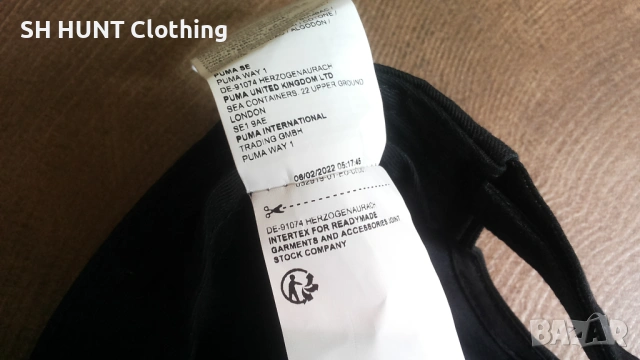 SH HUNT Clothing
/ ALGODÓN)
PUMA SE
PUMA WAY 1
DE-91074 HERZOGENAURACH
PUMA UNITED KINGDOM LTD
SEA CONTAINERS, 22 UPPER GROUND
LONDON
SE1 9AE
PUMA INTERNATIONAL
TRADING GMBH
PUMA WAY 1
06/02/2022 05:17:45
DE-91074 HERZOGENAURACH
INTERTEX FOR READYMADE
GARMENTS AND ACCESSORIES JOINT
STOCK COMPANY
BAZAR